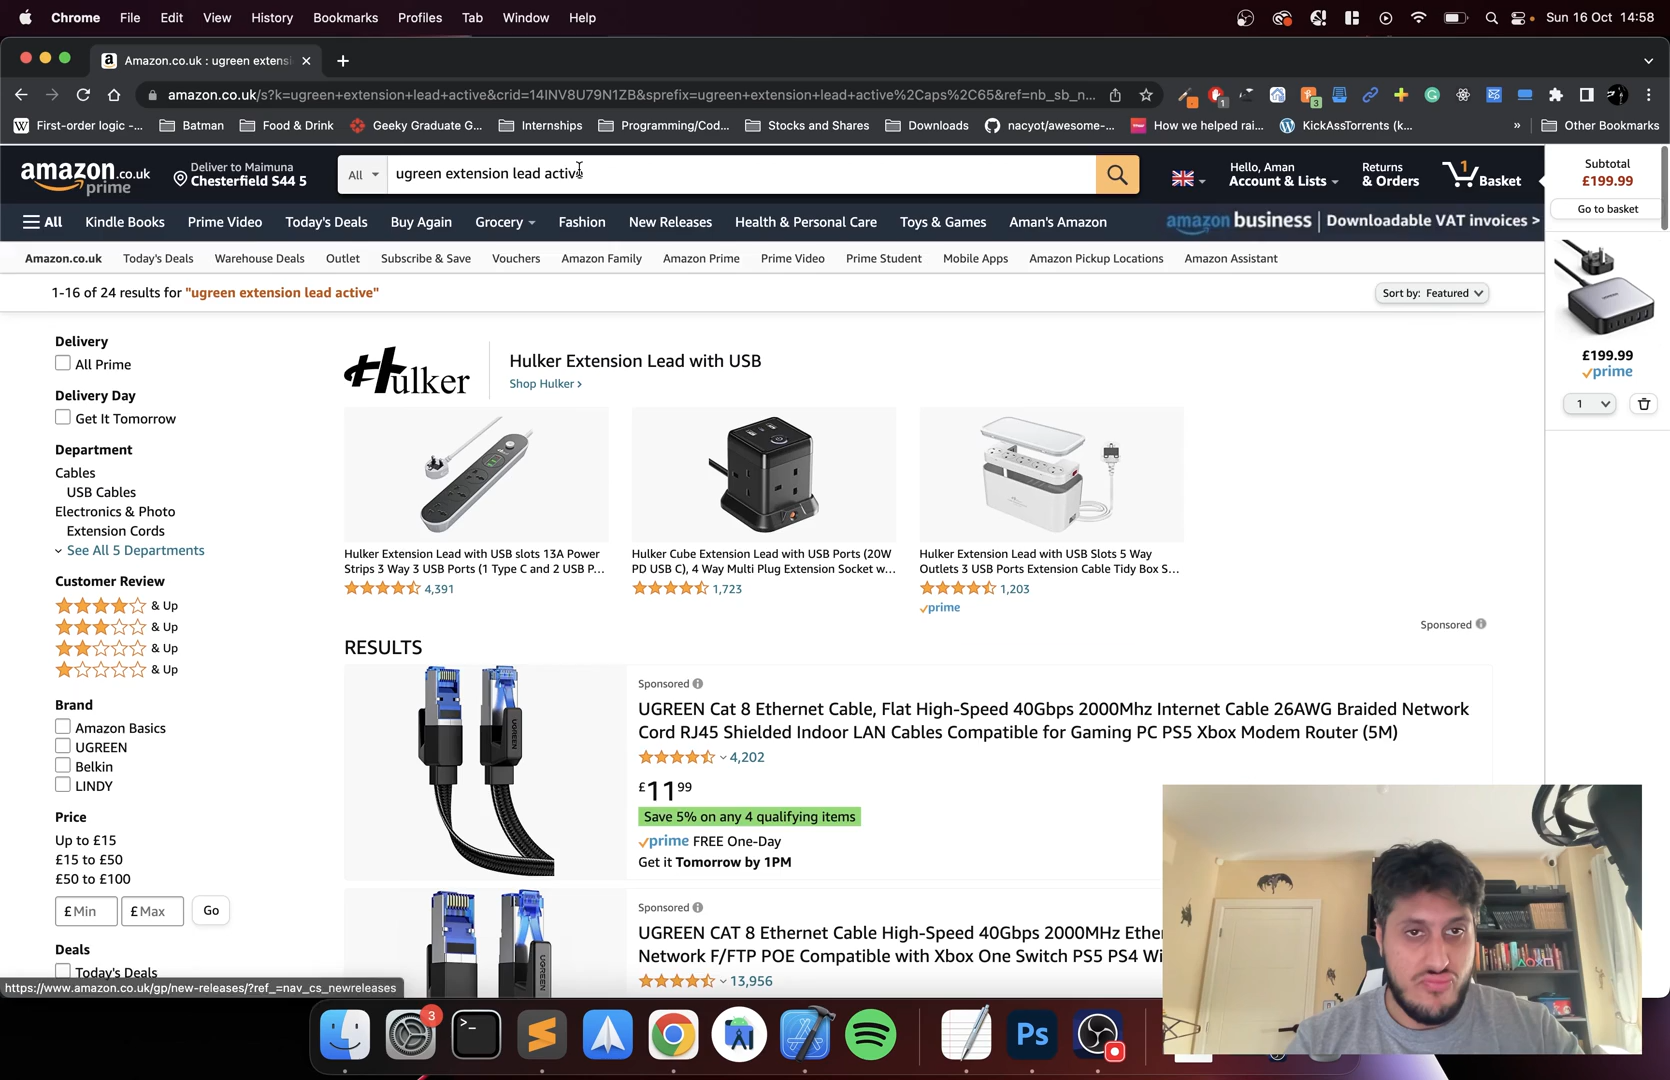 Chrome File Edit View History Bookmarks Profiles Tab Window Help Sun 16 Oct 14:58
Amazon.co.uk : ugreen extensi
amazon.co.uk/s?k=ugreen+extension+lead+active&crid=14INV8U79N1ZB&sprefix=ugreen+extension+lead+active%2Caps%2C65&ref=nb_sb_n...
First-order logic -... Batman Food & Drink Geeky Graduate G... Internships Programming/Cod... Stocks and Shares Downloads nacyot/awesome-... How we helped rai... KickAssTorrents (k... » Other Bookmarks
amazon.co.uk prime
Deliver to Maimuna
Chesterfield S44 5
All ugreen extension lead active
Hello, Aman
Account & Lists
Returns
& Orders
1 Basket
All Kindle Books Prime Video Today's Deals Buy Again Grocery Fashion New Releases Health & Personal Care Toys & Games Aman's Amazon amazon business Downloadable VAT invoices >
Amazon.co.uk Today's Deals Warehouse Deals Outlet Subscribe & Save Vouchers Amazon Family Amazon Prime Prime Video Prime Student Mobile Apps Amazon Pickup Locations Amazon Assistant
1-16 of 24 results for "ugreen extension lead active"
Sort by: Featured
Subtotal
£199.99
Go to basket
£199.99
prime
1
Delivery
All Prime
Delivery Day
Get It Tomorrow
Department
Cables
USB Cables
Electronics & Photo
Extension Cords
See All 5 Departments
Customer Review
& Up
& Up
& Up
& Up
Brand
Amazon Basics
UGREEN
Belkin
LINDY
Price
Up to £15
£15 to £50
£50 to £100
£ Min £ Max Go
Deals
Today's Deals
https://www.amazon.co.uk/gp/new-releases/?ref_=nav_cs_newreleases
Hulker
Hulker Extension Lead with USB
Shop Hulker ›
Hulker Extension Lead with USB slots 13A Power
Strips 3 Way 3 USB Ports (1 Type C and 2 USB P...
4,391
Hulker Cube Extension Lead with USB Ports (20W
PD USB C), 4 Way Multi Plug Extension Socket w...
1,723
Hulker Extension Lead with USB Slots 5 Way
Outlets 3 USB Ports Extension Cable Tidy Box S...
1,203
prime
Sponsored
RESULTS
Sponsored
UGREEN Cat 8 Ethernet Cable, Flat High-Speed 40Gbps 2000Mhz Internet Cable 26AWG Braided Network
Cord RJ45 Shielded Indoor LAN Cables Compatible for Gaming PC PS5 Xbox Modem Router (5M)
4,202
£11 99
Save 5% on any 4 qualifying items
prime FREE One-Day
Get it Tomorrow by 1PM
UGREEN
Sponsored
UGREEN CAT 8 Ethernet Cable High-Speed 40Gbps 2000MHz Ether
Network F/FTP POE Compatible with Xbox One Switch PS5 PS4 Wi
13,956
UGREEN
3
Ps